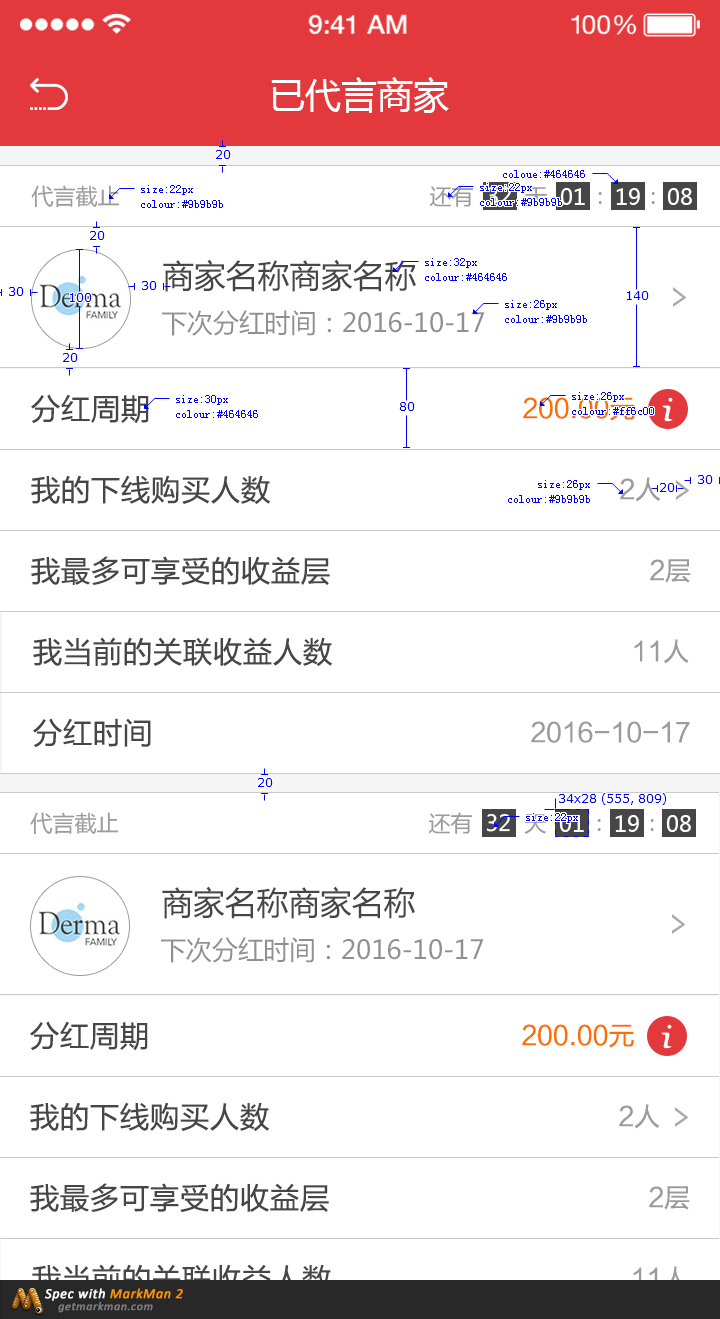 9:41 AM 100%
已代言商家
20
代言截止 size:22px colour:#9b9b9b 还有 32 天 01 : 19 : 08
coloue:#464646
size:22px
colour:#9b9b9b
20
30 100 30
Derma
FAMILY
商家名称商家名称
size:32px
colour:#464646
下次分红时间：2016-10-17
size:26px
colour:#9b9b9b
140
20
分红周期 200.00元 i
size:30px
colour:#464646
80
size:26px
colour:#ff6c00
我的下线购买人数 2人 >
size:26px
colour:#9b9b9b
20 30
我最多可享受的收益层 2层
我当前的关联收益人数 11人
分红时间 2016-10-17
20
34x28 (555, 809)
代言截止 还有 32 天 01 : 19 : 08
size:22px
Derma
FAMILY
商家名称商家名称
下次分红时间：2016-10-17
分红周期 200.00元 i
我的下线购买人数 2人 >
我最多可享受的收益层 2层
我当前的关联收益人数 11人
Spec with MarkMan 2
getmarkman.com